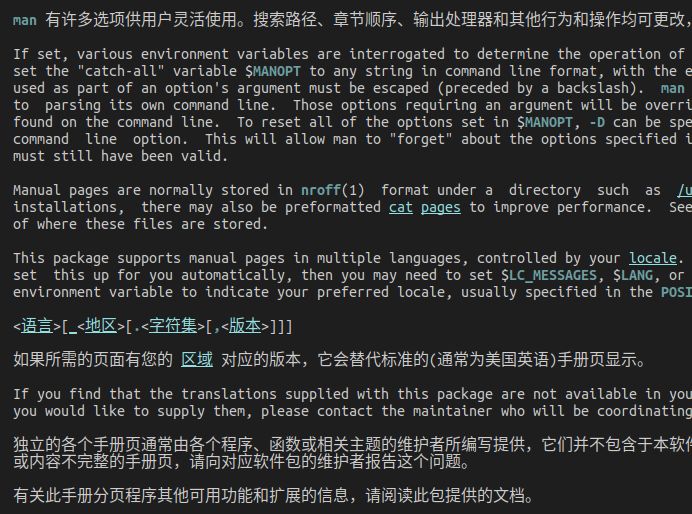 man 有许多选项供用户灵活使用。搜索路径、章节顺序、输出处理器和其他行为和操作均可更改，
If set, various environment variables are interrogated to determine the operation of
set the "catch-all" variable $MANOPT to any string in command line format, with the e
used as part of an option's argument must be escaped (preceded by a backslash).  man
to  parsing its own command line.  Those options requiring an argument will be overri
found on the command line.  To reset all of the options set in $MANOPT, -D can be spe
command  line  option.  This will allow man to "forget" about the options specified i
must still have been valid.
Manual pages are normally stored in nroff(1)  format under a  directory  such  as  /u
installations,  there may also be preformatted cat pages to improve performance.  See
of where these files are stored.
This package supports manual pages in multiple languages, controlled by your locale.
set  this up for you automatically, then you may need to set $LC_MESSAGES, $LANG, or
environment variable to indicate your preferred locale, usually specified in the POSI
<语言>[_<地区>[.<字符集>[,<版本>]]]
如果所需的页面有您的 区域 对应的版本，它会替代标准的(通常为美国英语)手册页显示。
If you find that the translations supplied with this package are not available in you
you would like to supply them, please contact the maintainer who will be coordinating
独立的各个手册页通常由各个程序、函数或相关主题的维护者所编写提供，它们并不包含于本软件
或内容不完整的手册页，请向对应软件包的维护者报告这个问题。
有关此手册分页程序其他可用功能和扩展的信息，请阅读此包提供的文档。